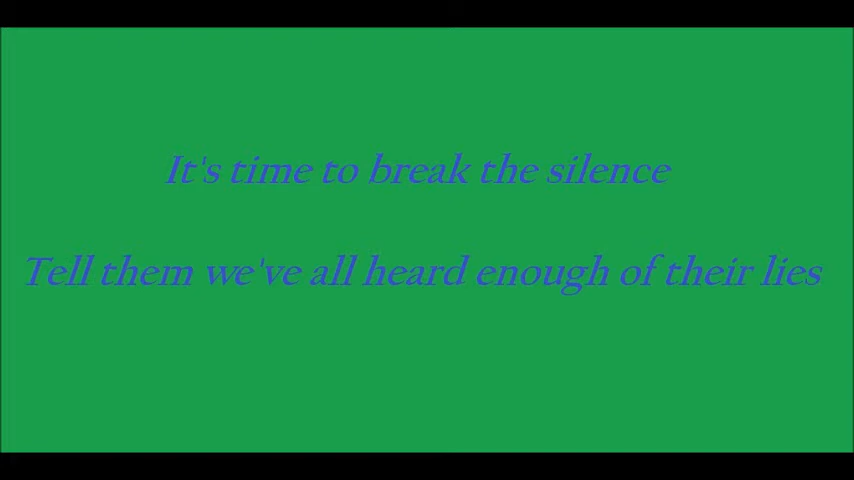 It's time to break the silence
Tell them we've all heard enough of their lies